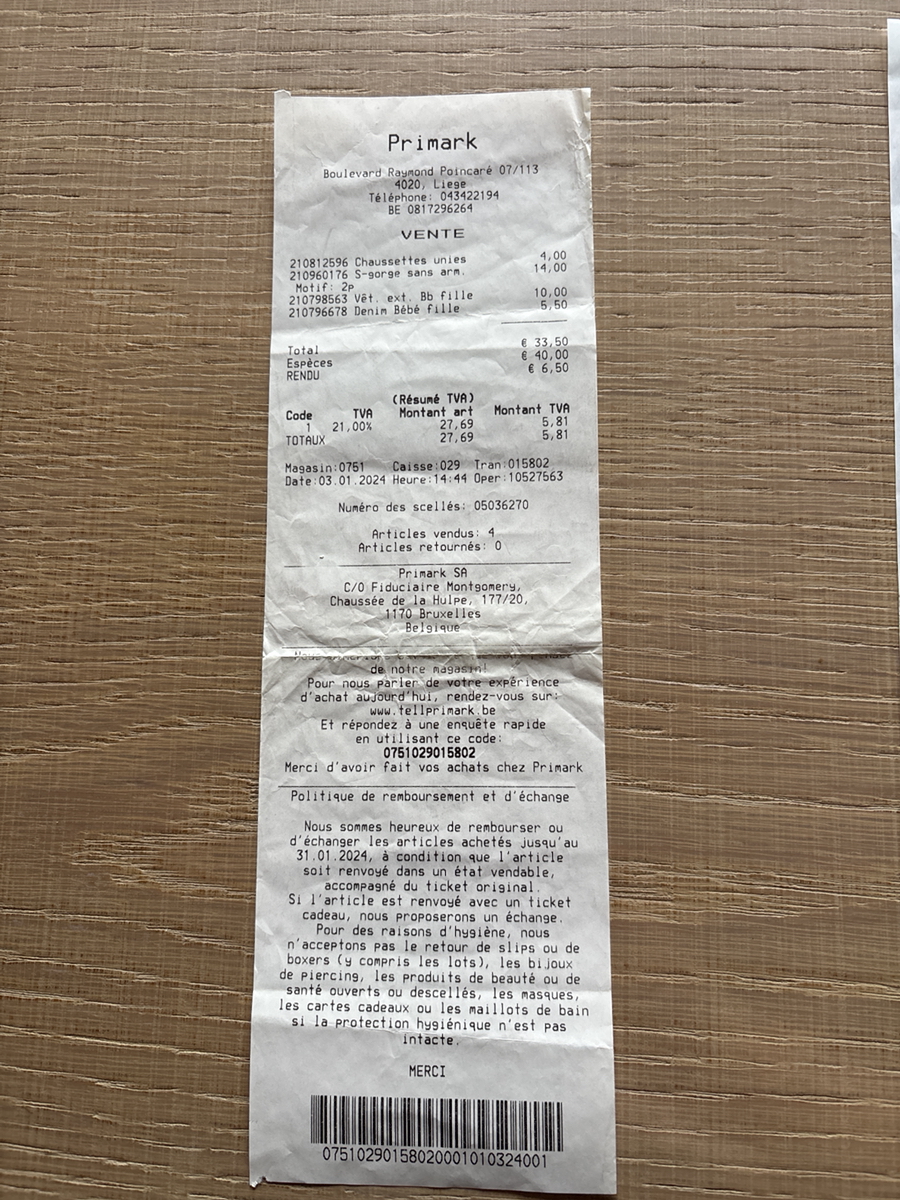 Primark
Boulevard Raymond Poincaré 07/113
4020, Liege
Téléphone: 043422194
BE 0817296264
VENTE
210812596 Chaussettes unies 4,00
210960176 S-gorge sans arm. 14,00
Motif: 2p
210798563 Vêt. ext. Bb fille 10,00
210796678 Denim Bébé fille 5,50
Total € 33,50
Espèces € 40,00
RENDU € 6,50
(Résumé TVA)
Code TVA Montant art Montant TVA
1 21,00% 27,69 5,81
TOTAUX 27,69 5,81
Magasin:0751 Caisse:029 Tran:015802
Date:03.01.2024 Heure:14:44 Oper:10527563
Numéro des scellés: 05036270
Articles vendus: 4
Articles retournés: 0
Primark SA
C/O Fiduciaire Montgomery,
Chaussée de la Hulpe, 177/20,
1170 Bruxelles
Belgique
de notre magasin!
Pour nous parler de votre expérience
d'achat aujourd'hui, rendez-vous sur:
www.tellprimark.be
Et répondez à une enquête rapide
en utilisant ce code:
0751029015802
Merci d'avoir fait vos achats chez Primark
Politique de remboursement et d'échange
Nous sommes heureux de rembourser ou
d'échanger les articles achetés jusqu'au
31.01.2024, à condition que l'article
soit renvoyé dans un état vendable,
accompagné du ticket original.
Si l'article est renvoyé avec un ticket
cadeau, nous proposerons un échange.
Pour des raisons d'hygiène, nous
n'acceptons pas le retour de slips ou de
boxers (y compris les lots), les bijoux
de piercing, les produits de beauté ou de
santé ouverts ou descellés, les masques,
les cartes cadeaux ou les maillots de bain
si la protection hygiénique n'est pas
intacte.
MERCI
07510290158020001010324001